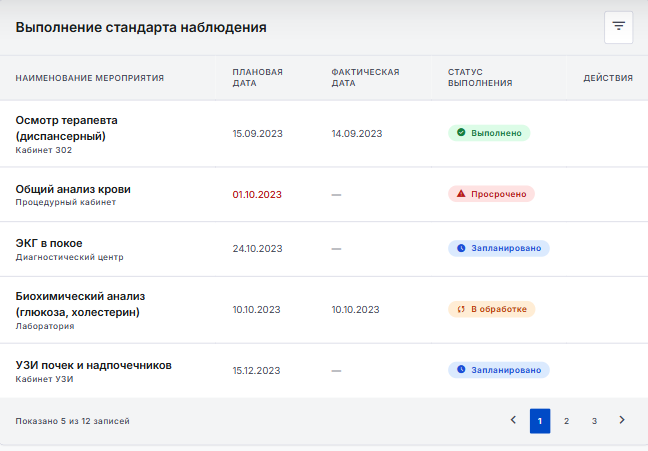 Выполнение стандарта наблюдения
НАИМЕНОВАНИЕ МЕРОПРИЯТИЯ
ПЛАНОВАЯ
ДАТА
ФАКТИЧЕСКАЯ
ДАТА
СТАТУС
ВЫПОЛНЕНИЯ
ДЕЙСТВИЯ
Осмотр терапевта
(диспансерный)
Кабинет 302
15.09.2023
14.09.2023
Выполнено
Общий анализ крови
Процедурный кабинет
01.10.2023
—
Просрочено
ЭКГ в покое
Диагностический центр
24.10.2023
—
Запланировано
Биохимический анализ
(глюкоза, холестерин)
Лаборатория
10.10.2023
10.10.2023
В обработке
УЗИ почек и надпочечников
Кабинет УЗИ
15.12.2023
—
Запланировано
Показано 5 из 12 записей
1 2 3